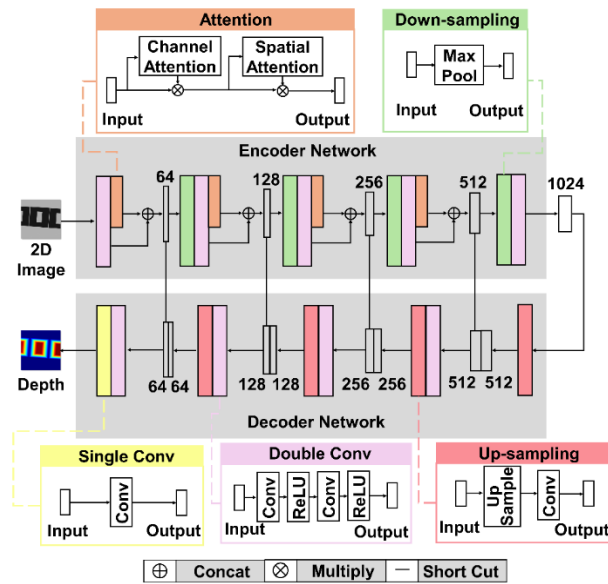 Attention
Channel
Attention
Spatial
Attention
Input
Output
Down-sampling
Max
Pool
Input
Output
Encoder Network
64
128
256
512
1024
2D
Image
Depth
64 64
128 128
256 256
512 512
Decoder Network
Single Conv
Conv
Input
Output
Double Conv
Conv
ReLU
Conv
ReLU
Input
Output
Up-sampling
Up
Sample
Conv
Input
Output
Concat
Multiply
Short Cut